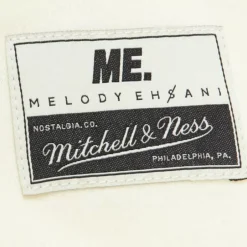 ME.
MELODY EHSANI
NOSTALGIA. CO.
Mitchell & Ness
PHILADELPHIA, PA.